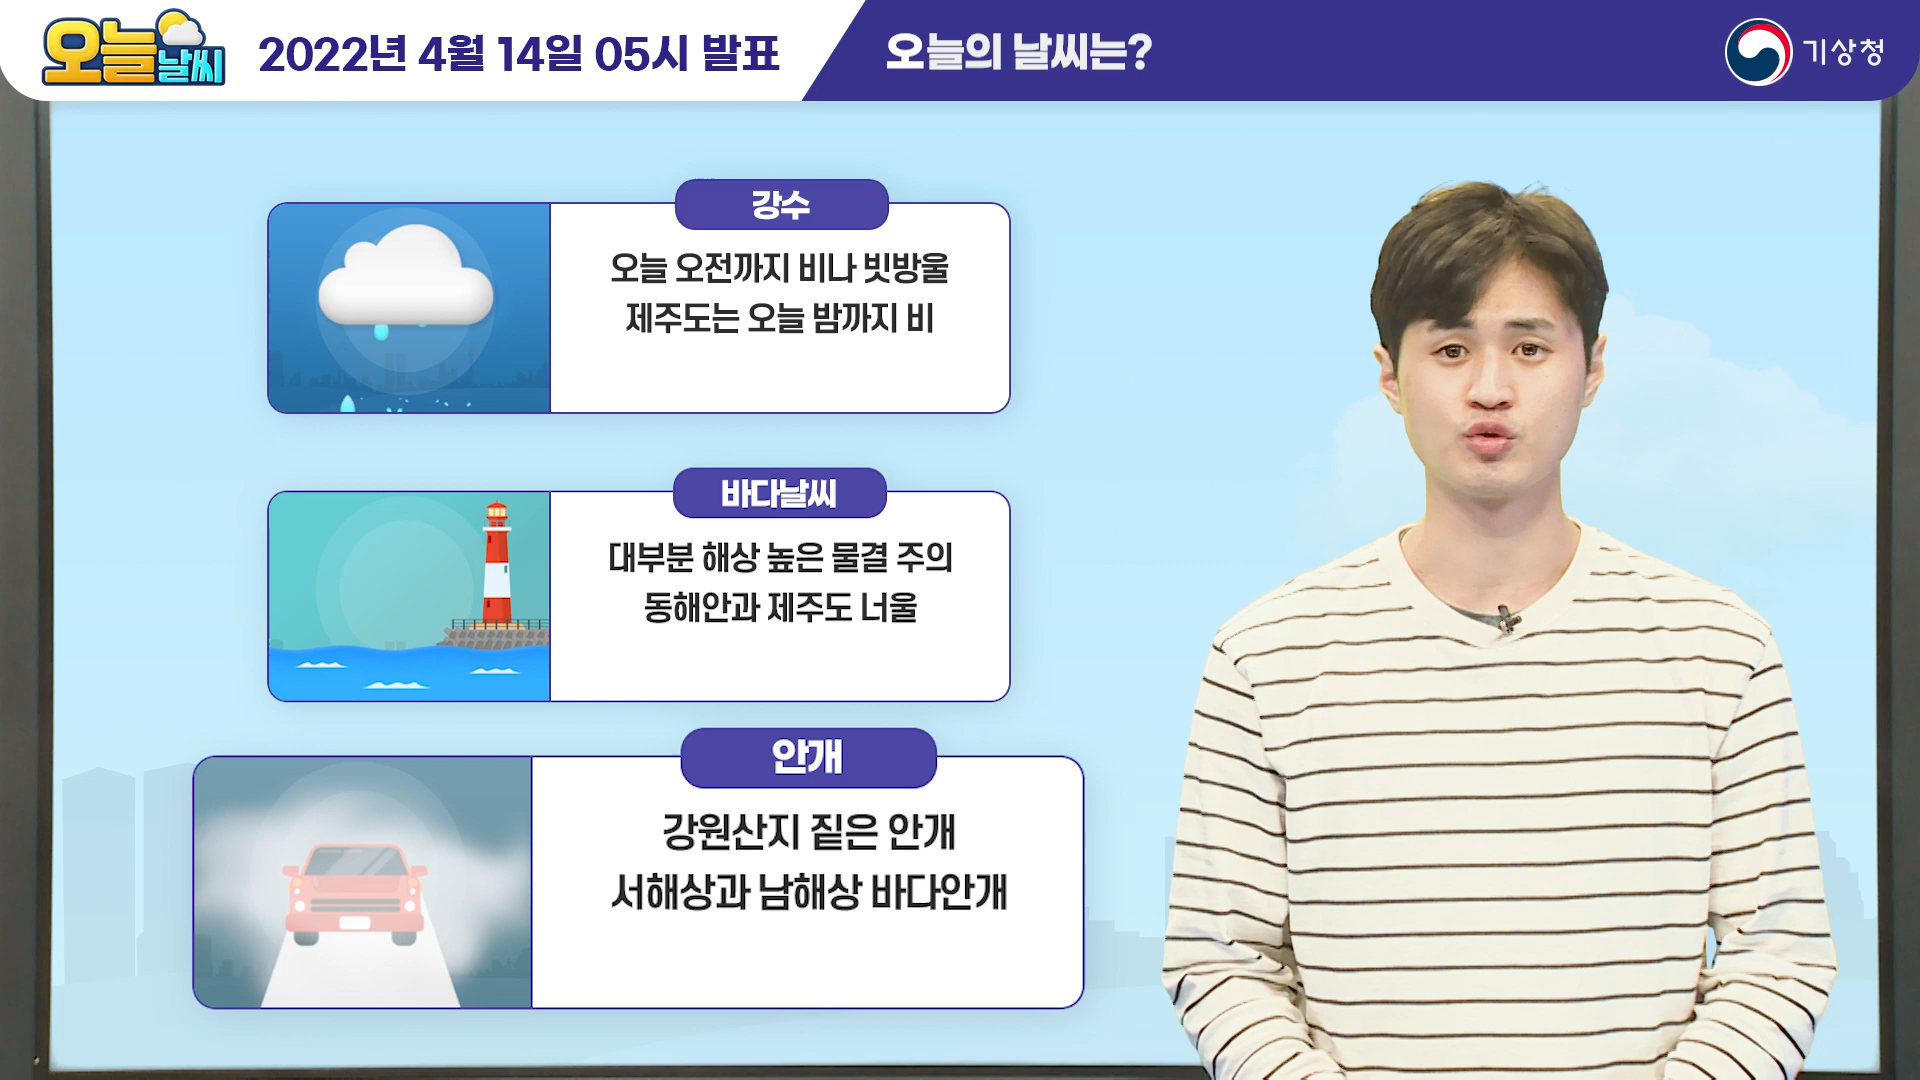 오늘날씨
2022년 4월 14일 05시 발표
오늘의 날씨는?
기상청
강수
오늘 오전까지 비나 빗방울
제주도는 오늘 밤까지 비
바다날씨
대부분 해상 높은 물결 주의
동해안과 제주도 너울
안개
강원산지 짙은 안개
서해상과 남해상 바다안개